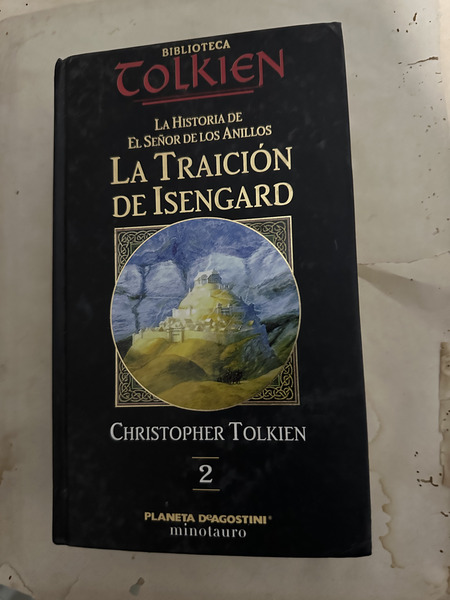 BIBLIOTECA
TOLKIEN
LA HISTORIA DE
EL SEÑOR DE LOS ANILLOS
LA TRAICIÓN
DE ISENGARD
CHRISTOPHER TOLKIEN
2
PLANETA DEAGOSTINI
minotauro